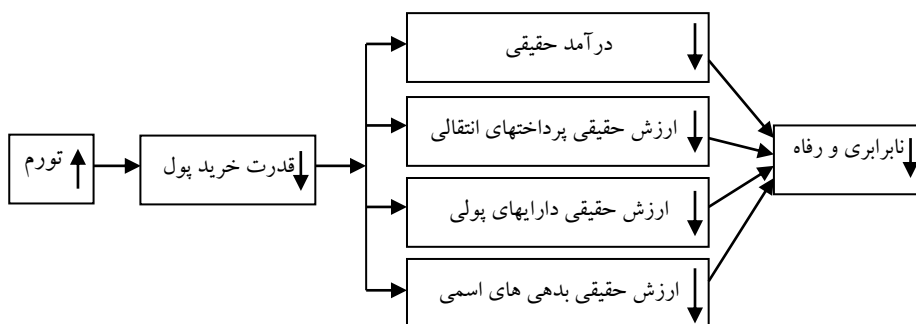 تورم
قدرت خرید پول
درآمد حقیقی
ارزش حقیقی پرداختهای انتقالی
ارزش حقیقی دارایهای پولی
ارزش حقیقی بدهی های اسمی
نابرابری و رفاه